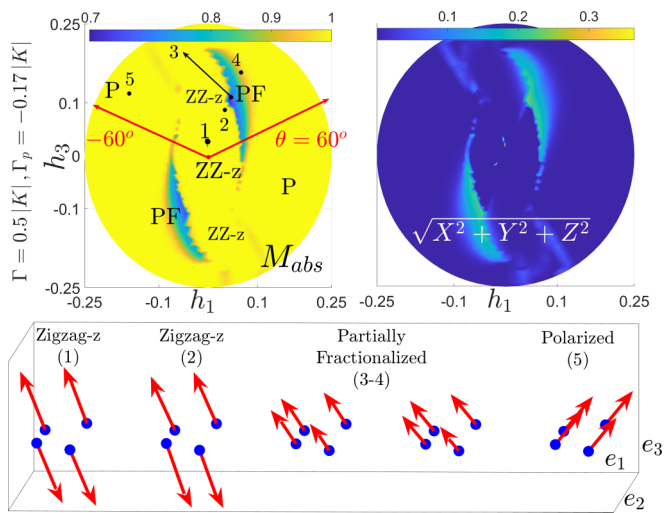 0.25
0.1
0
-0.1
-0.25
h_3
Γ = 0.5 |K| , Γ_p = −0.17 |K|
0.7 0.8 0.9 1
3
4
P 5
ZZ-z
PF
2
1
−60^o
θ = 60^o
ZZ-z
P
PF
ZZ-z
M_{abs}
-0.25 -0.1 0.1 0.25
h_1
0.1 0.2 0.3
√X² + Y² + Z²
-0.25 -0.1 0.1 0.25
h_1
Zigzag-z
(1)
Zigzag-z
(2)
Partially
Fractionalized
(3-4)
Polarized
(5)
e_3
e_1
e_2